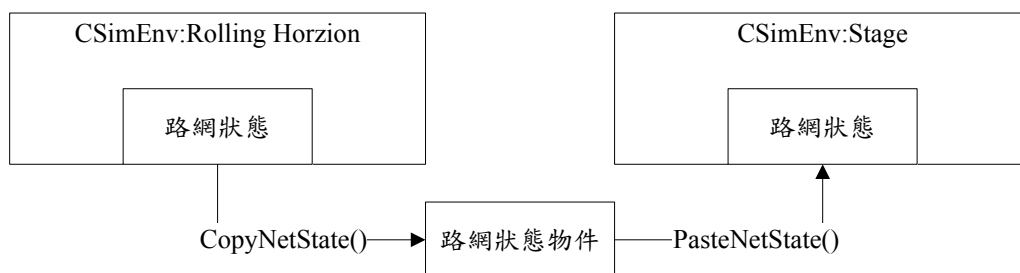 CSimEnv:Rolling Horzion
CSimEnv:Stage
路網狀態
路網狀態
CopyNetState()
路網狀態物件
PasteNetState()